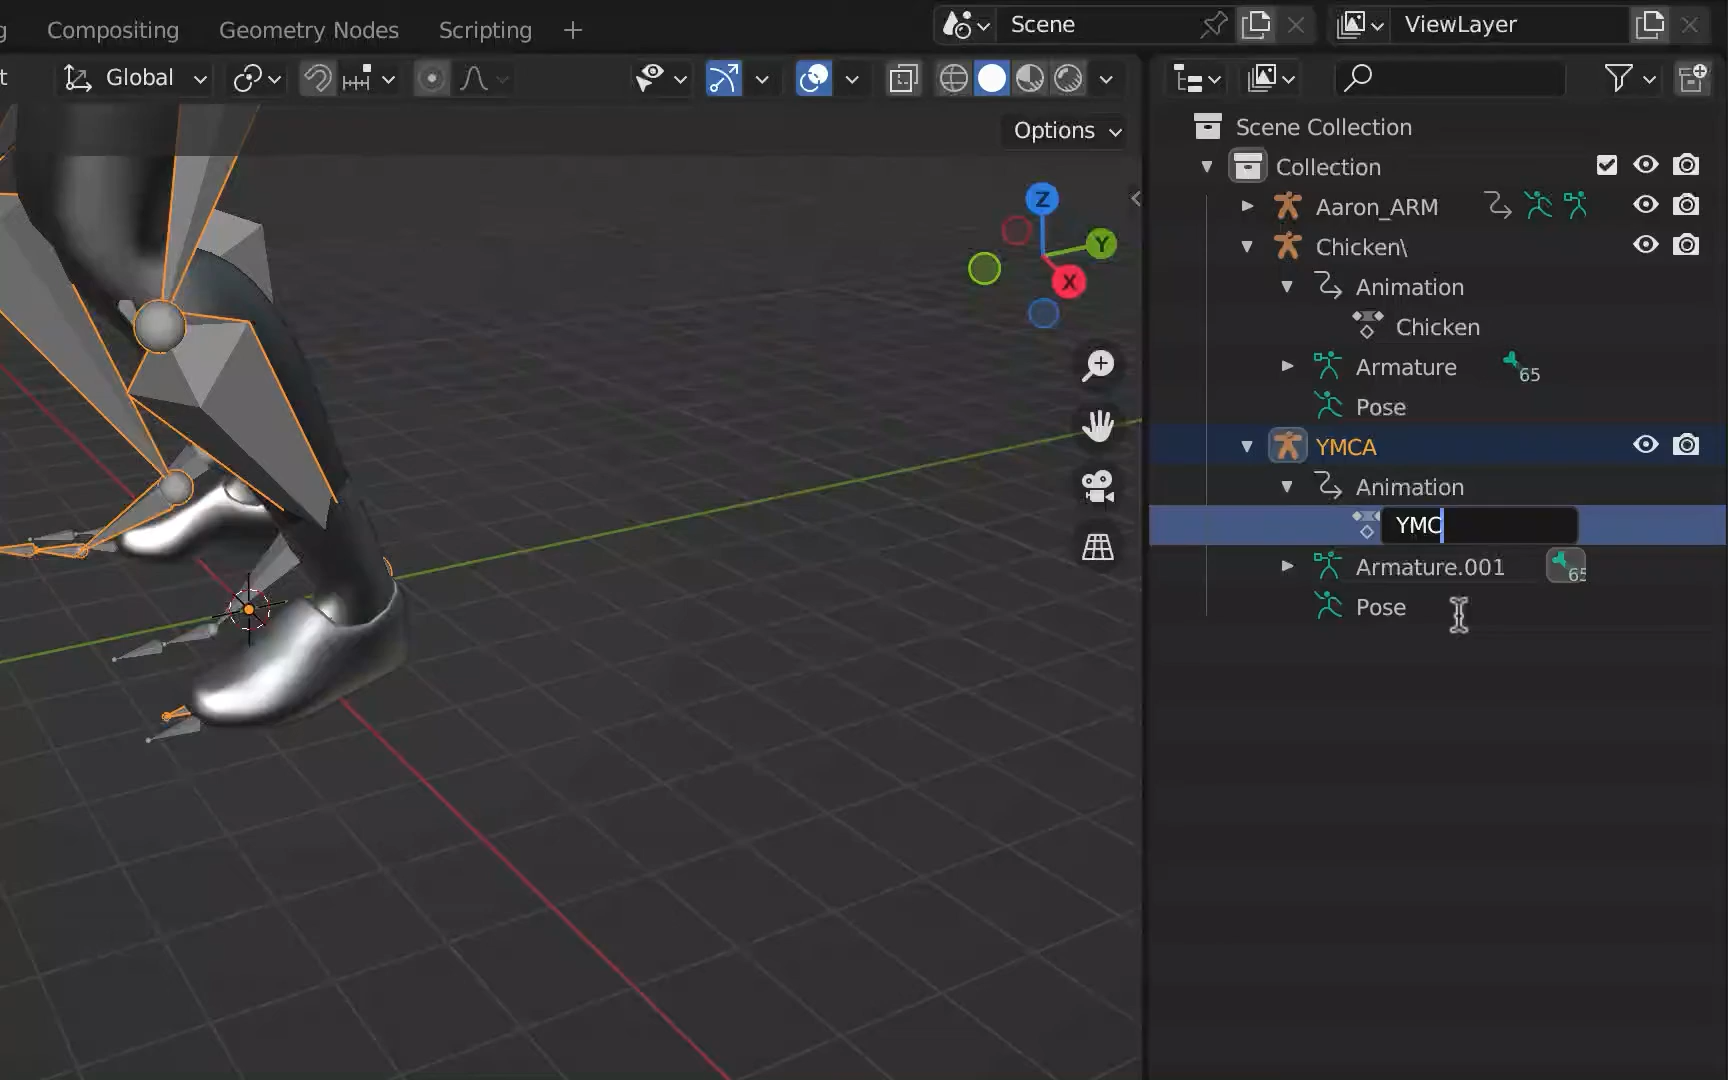 Compositing Geometry Nodes Scripting + Scene ViewLayer
Global
Options
Scene Collection
Collection
Aaron_ARM
Chicken\
Animation
Chicken
Armature 65
Pose
YMCA
Animation
YMC
Armature.001 65
Pose
Z
Y
X